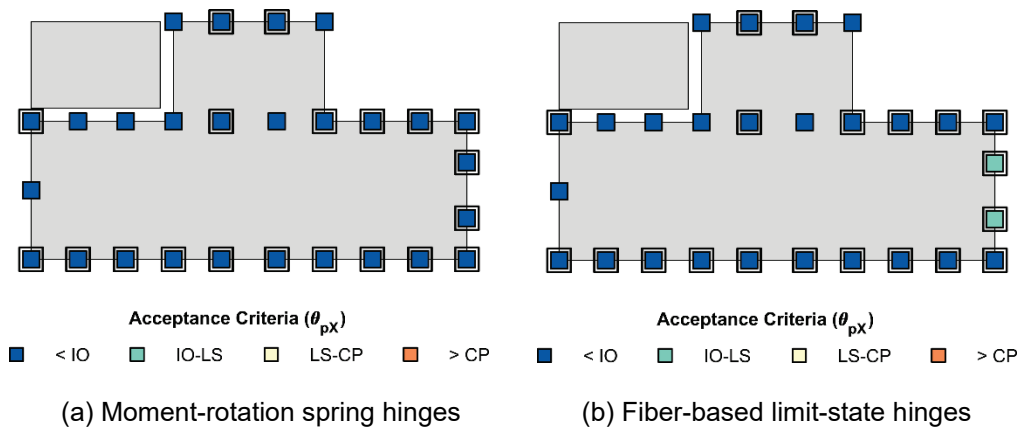 Acceptance Criteria (θpX)
< IO IO-LS LS-CP > CP
(a) Moment-rotation spring hinges
Acceptance Criteria (θpX)
< IO IO-LS LS-CP > CP
(b) Fiber-based limit-state hinges